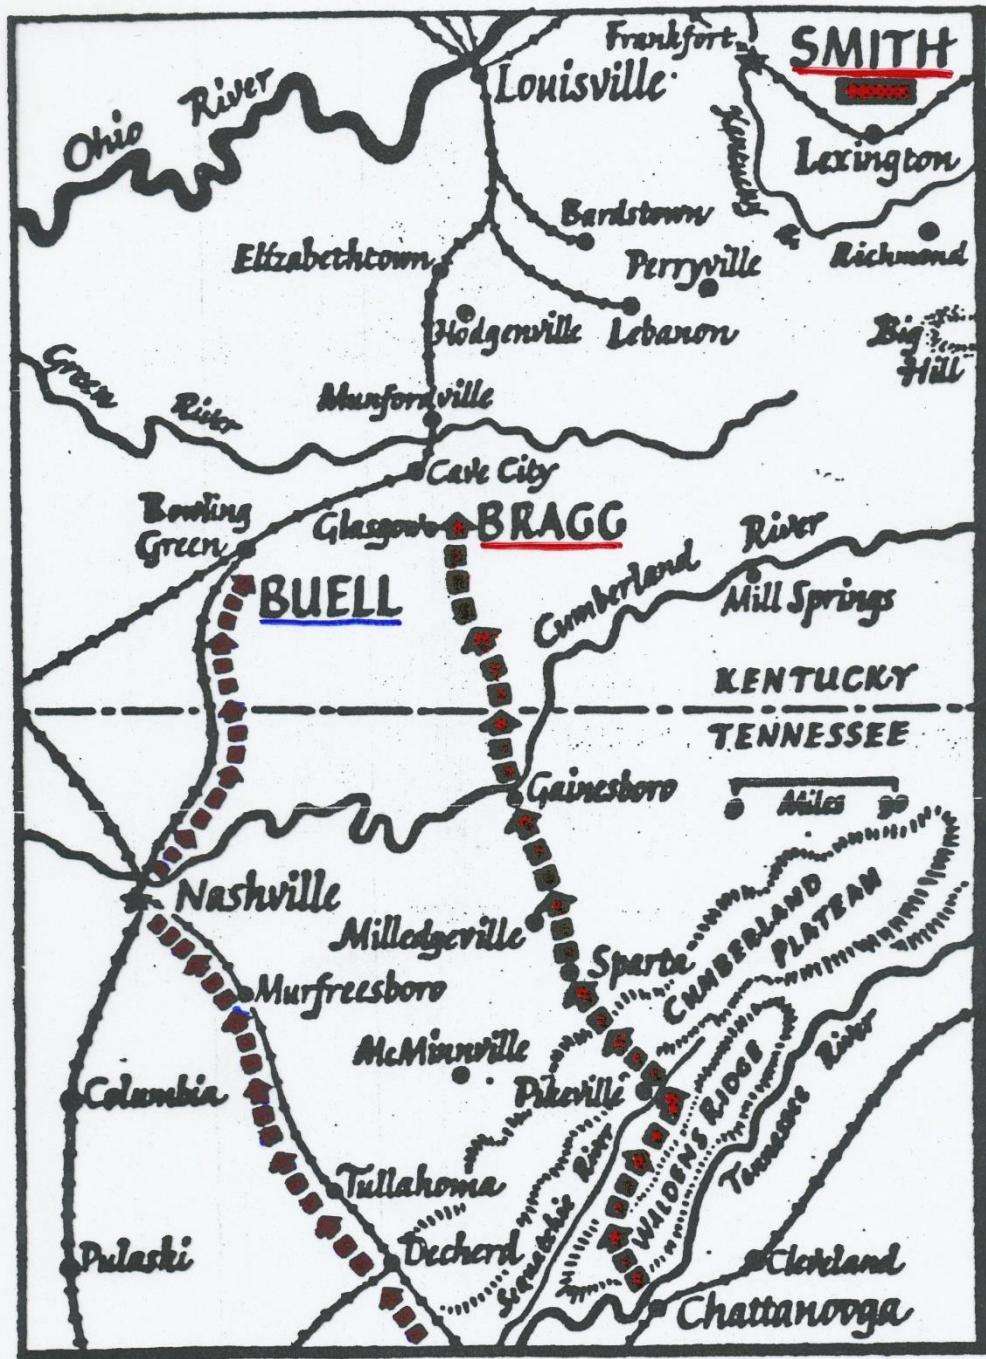 Frankfort
SMITH
Louisville
Ohio River
Kentucky
Lexington
Bardstown
Elizabethtown
Perryville
Richmond
Hodgenville
Lebanon
Big
Hill
Green River
Munfordville
Cave City
Bowling
Green
Glasgow
BRAGG
Cumberland River
BUELL
Mill Springs
KENTUCKY
TENNESSEE
Gainesboro
Miles
Nashville
Milledgeville
CUMBERLAND
PLATEAU
Sparta
Murfreesboro
McMinnville
Pikeville
WALDENS RIDGE
Tennessee River
Columbia
Tullahoma
Sequatchie River
Pulaski
Decherd
Cleveland
Chattanooga